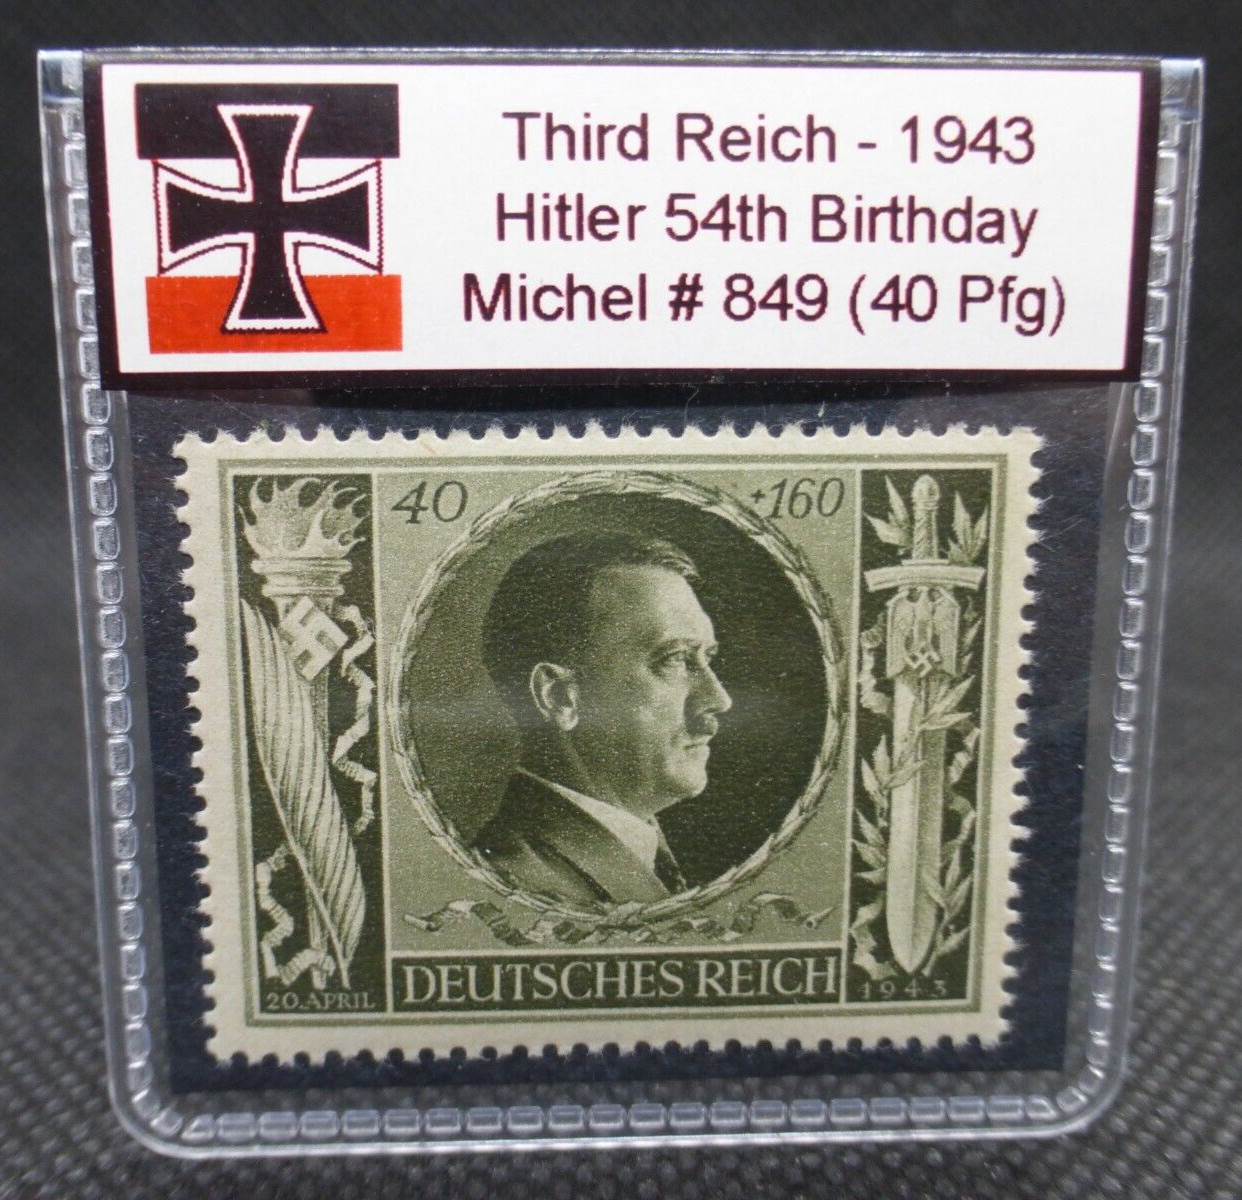 Third Reich - 1943
Hitler 54th Birthday
Michel # 849 (40 Pfg)
40 +160
20.APRIL DEUTSCHES REICH 1943